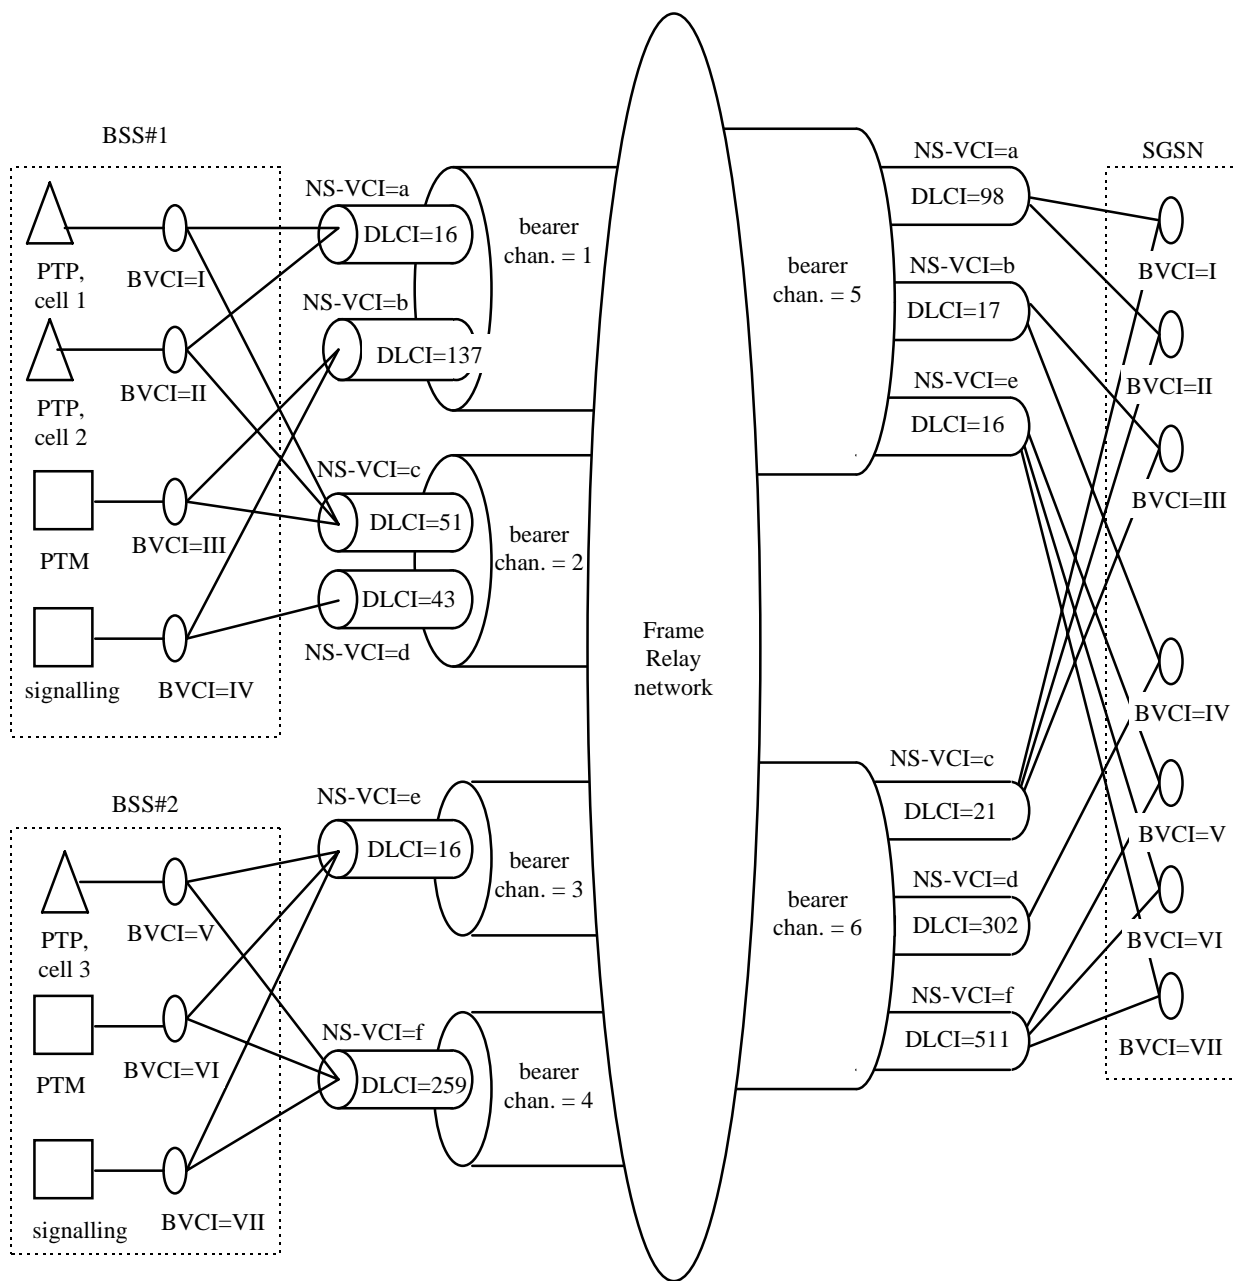 BSS#1
PTP,
cell 1
BVCI=I
PTP,
cell 2
BVCI=II
PTM
BVCI=III
signalling
BVCI=IV
NS-VCI=a
DLCI=16
NS-VCI=b
DLCI=137
bearer
chan. = 1
NS-VCI=c
DLCI=51
DLCI=43
NS-VCI=d
bearer
chan. = 2
BSS#2
PTP,
cell 3
BVCI=V
PTM
BVCI=VI
signalling
BVCI=VII
NS-VCI=e
DLCI=16
bearer
chan. = 3
NS-VCI=f
DLCI=259
bearer
chan. = 4
Frame
Relay
network
bearer
chan. = 5
NS-VCI=a
DLCI=98
NS-VCI=b
DLCI=17
NS-VCI=e
DLCI=16
bearer
chan. = 6
NS-VCI=c
DLCI=21
NS-VCI=d
DLCI=302
NS-VCI=f
DLCI=511
SGSN
BVCI=I
BVCI=II
BVCI=III
BVCI=IV
BVCI=V
BVCI=VI
BVCI=VII